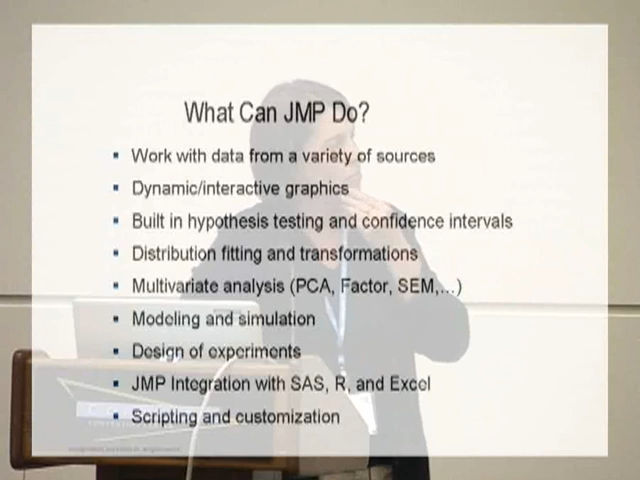 What Can JMP Do?
Work with data from a variety of sources
Dynamic/interactive graphics
Built in hypothesis testing and confidence intervals
Distribution fitting and transformations
Multivariate analysis (PCA, Factor, SEM,...)
Modeling and simulation
Design of experiments
JMP Integration with SAS, R, and Excel
Scripting and customization